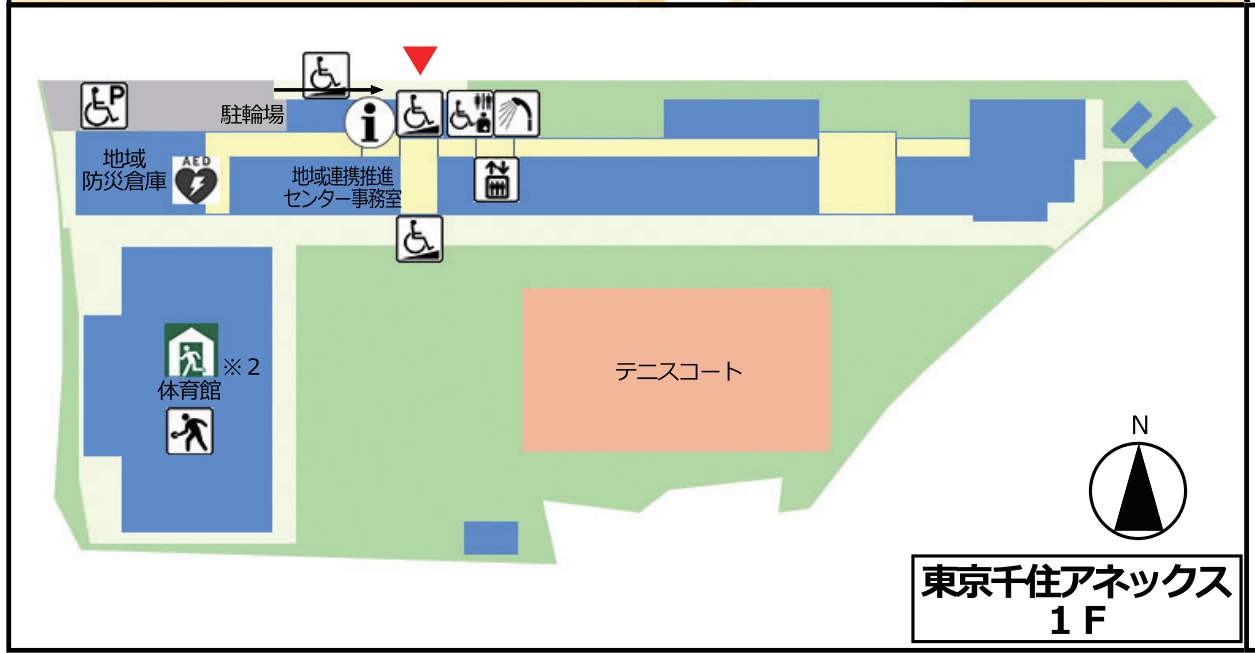 P
駐輪場
i
地域
防災倉庫
AED
地域連携推進
センター事務室
※2
体育館
テニスコート
N
東京千住アネックス
1F